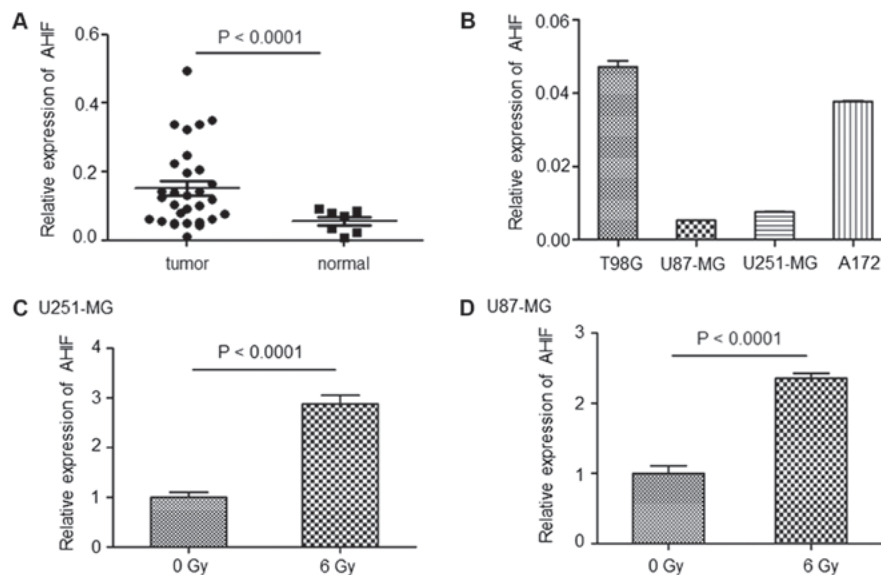 A
Relative expression of AHIF
0.6
0.4
0.2
0.0
P < 0.0001
tumor
normal
B
Relative expression of AHIF
0.06
0.04
0.02
0.00
T98G
U87-MG
U251-MG
A172
C U251-MG
Relative expression of AHIF
4
3
2
1
0
P < 0.0001
0 Gy
6 Gy
D U87-MG
Relative expression of AHIF
3
2
1
0
P < 0.0001
0 Gy
6 Gy